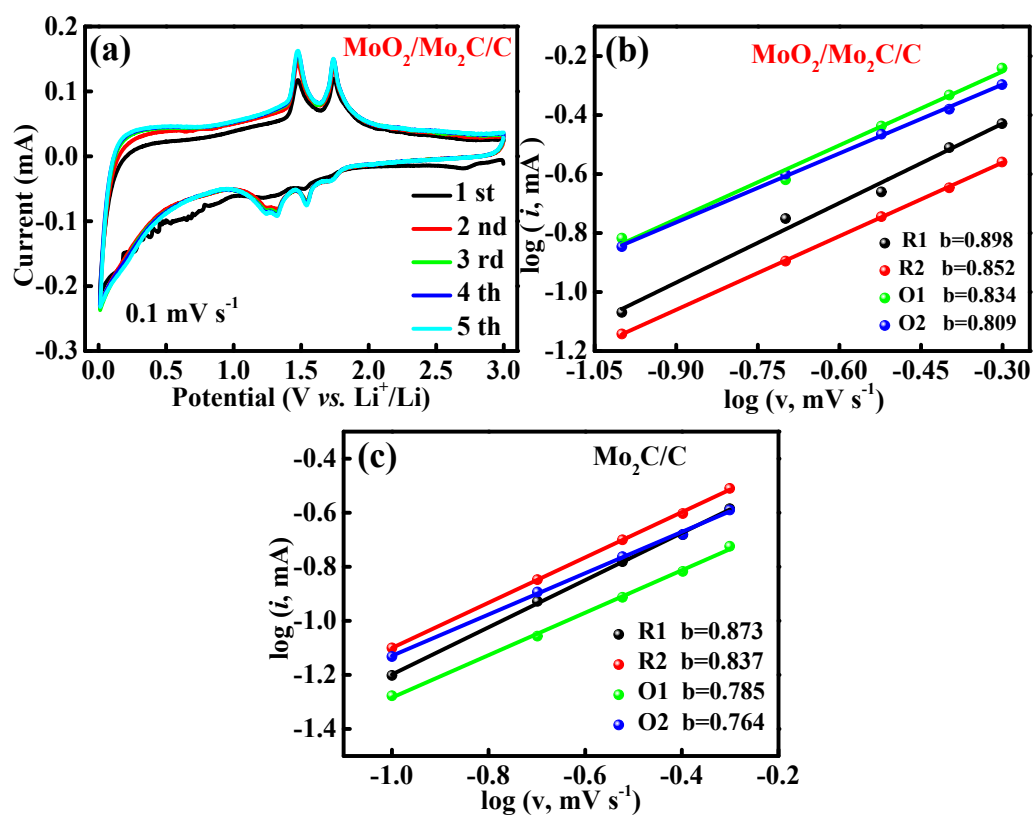 (a)
MoO₂/Mo₂C/C
0.2
0.1
0.0
-0.1
-0.2
-0.3
Current (mA)
1 st
2 nd
3 rd
4 th
5 th
0.1 mV s⁻¹
0.0 0.5 1.0 1.5 2.0 2.5 3.0
Potential (V vs. Li⁺/Li)
(b)
MoO₂/Mo₂C/C
-0.2
-0.4
-0.6
-0.8
-1.0
-1.2
log (i, mA)
R1 b=0.898
R2 b=0.852
O1 b=0.834
O2 b=0.809
-1.05 -0.90 -0.75 -0.60 -0.45 -0.30
log (v, mV s⁻¹)
(c)
Mo₂C/C
-0.4
-0.6
-0.8
-1.0
-1.2
-1.4
log (i, mA)
R1 b=0.873
R2 b=0.837
O1 b=0.785
O2 b=0.764
-1.0 -0.8 -0.6 -0.4 -0.2
log (v, mV s⁻¹)